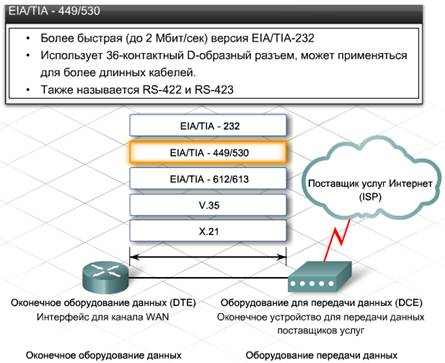 EIA/TIA - 449/530
• Более быстрая (до 2 Мбит/сек) версия EIA/TIA-232
• Использует 36-контактный D-образный разъем, может применяться
для более длинных кабелей.
• Также называется RS-422 и RS-423
EIA/TIA - 232
EIA/TIA - 449/530
EIA/TIA - 612/613
V.35
X.21
Поставщик услуг Интернет
(ISP)
Оконечное оборудование данных (DTE)
Интерфейс для канала WAN
Оборудование для передачи данных (DCE)
Оконечное устройство для передачи данных
поставщиков услуг
Оконечное оборудование данных
Оборудование передачи данных